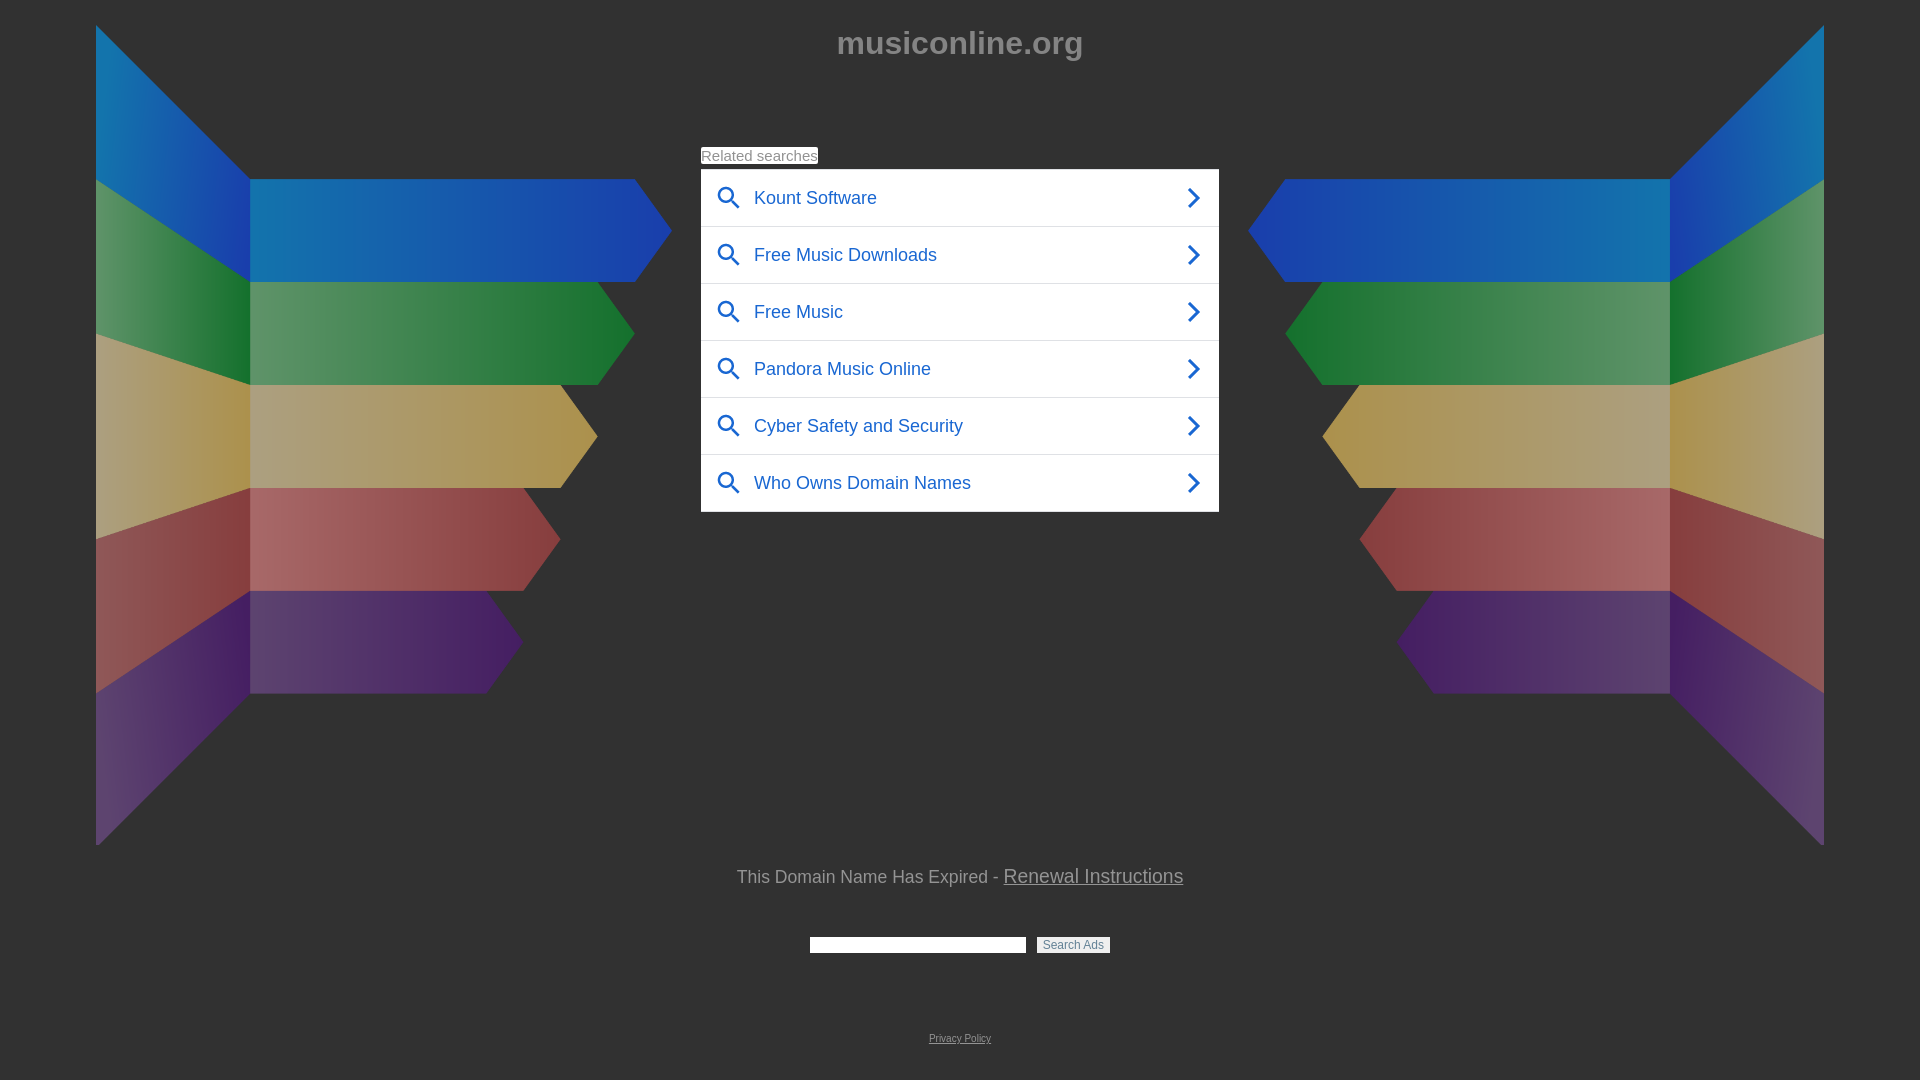 musiconline.org
Related searches
Kount Software
Free Music Downloads
Free Music
Pandora Music Online
Cyber Safety and Security
Who Owns Domain Names
This Domain Name Has Expired - Renewal Instructions
Search Ads
Privacy Policy